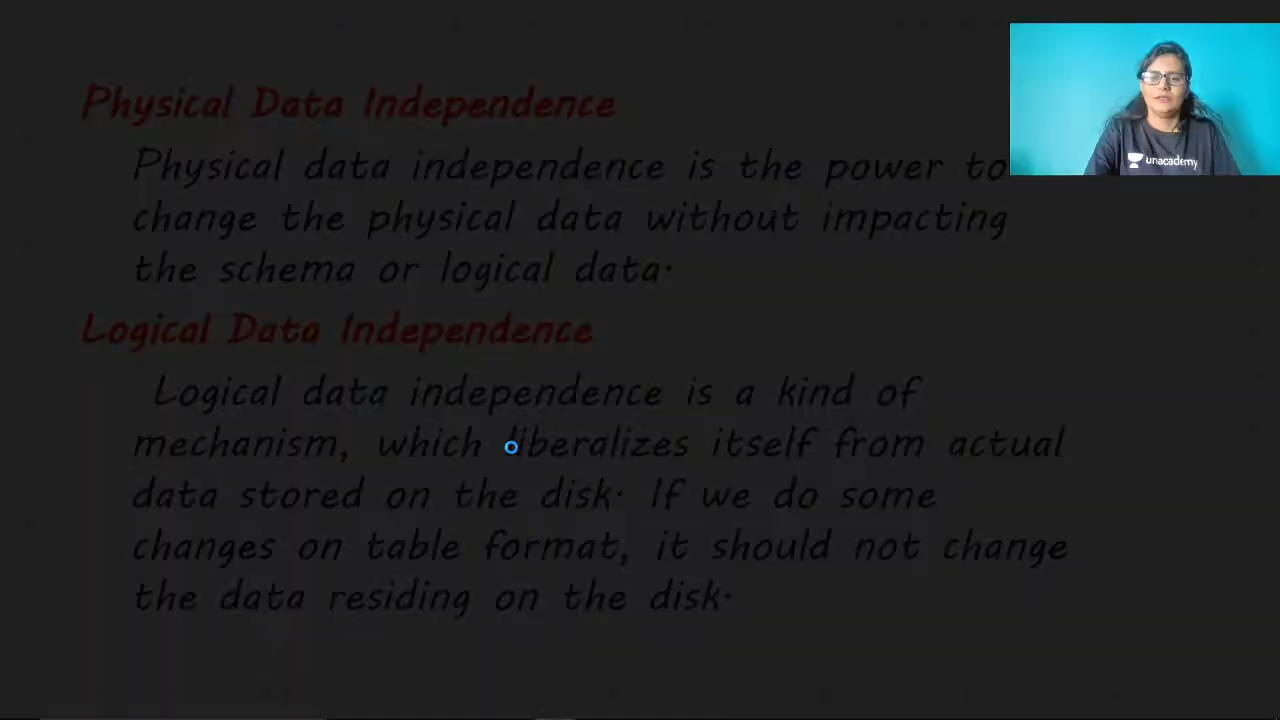 Physical Data Independence
Physical data independence is the power to
change the physical data without impacting
the schema or logical data.
Logical Data Independence
Logical data independence is a kind of
mechanism, which liberalizes itself from actual
data stored on the disk. If we do some
changes on table format, it should not change
the data residing on the disk.
unacademy